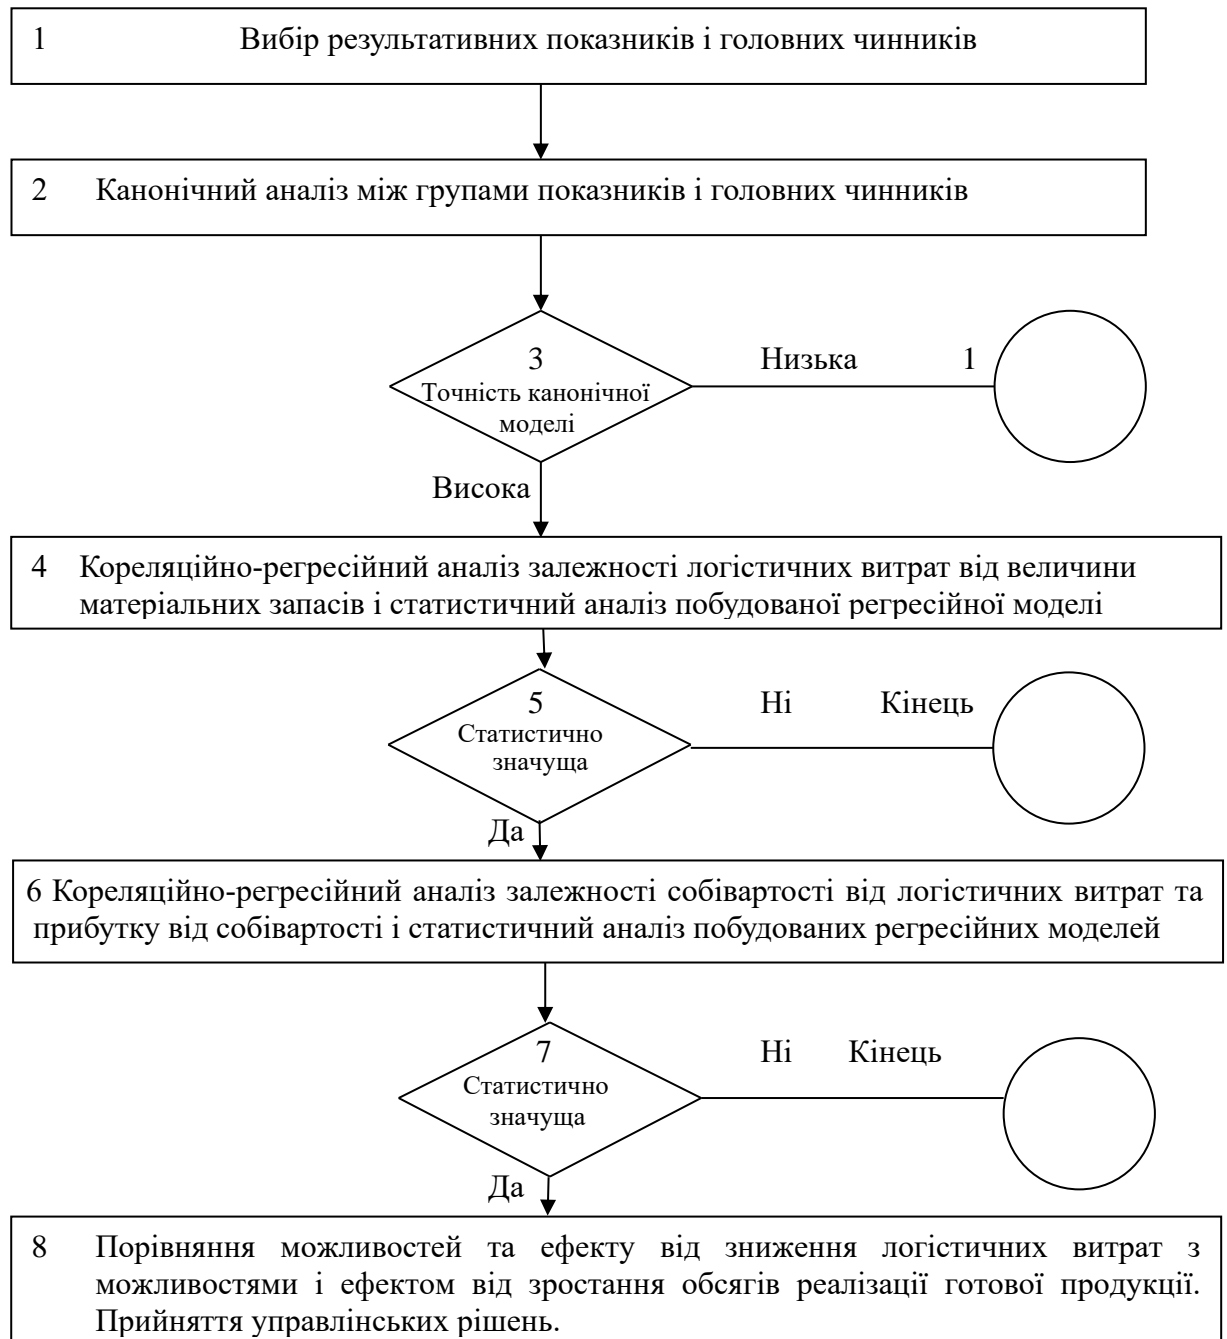 1 Вибір результативних показників і головних чинників
2 Канонічний аналіз між групами показників і головних чинників
3
Низька 1
Точність канонічної
моделі
Висока
4 Кореляційно-регресійний аналіз залежності логістичних витрат від величини
матеріальних запасів і статистичний аналіз побудованої регресійної моделі
5
Ні Кінець
Статистично
значуща
Да
6 Кореляційно-регресійний аналіз залежності собівартості від логістичних витрат та
прибутку від собівартості і статистичний аналіз побудованих регресійних моделей
7
Ні Кінець
Статистично
значуща
Да
8 Порівняння можливостей та ефекту від зниження логістичних витрат з
можливостями і ефектом від зростання обсягів реалізації готової продукції.
Прийняття управлінських рішень.